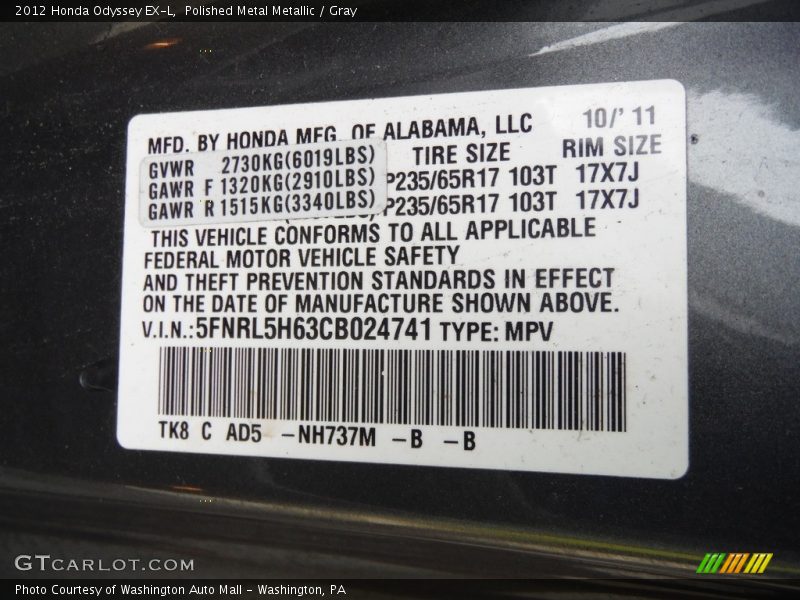 2012 Honda Odyssey EX-L, Polished Metal Metallic / Gray
MFD. BY HONDA MFG. OF ALABAMA, LLC 10/' 11
GVWR 2730KG(6019LBS) TIRE SIZE RIM SIZE
GAWR F 1320KG(2910LBS) P235/65R17 103T 17X7J
GAWR R 1515KG(3340LBS) P235/65R17 103T 17X7J
THIS VEHICLE CONFORMS TO ALL APPLICABLE
FEDERAL MOTOR VEHICLE SAFETY
AND THEFT PREVENTION STANDARDS IN EFFECT
ON THE DATE OF MANUFACTURE SHOWN ABOVE.
V.I.N.:5FNRL5H63CB024741 TYPE: MPV
TK8 C AD5 -NH737M -B -B
GTCARLOT.COM
Photo Courtesy of Washington Auto Mall - Washington, PA